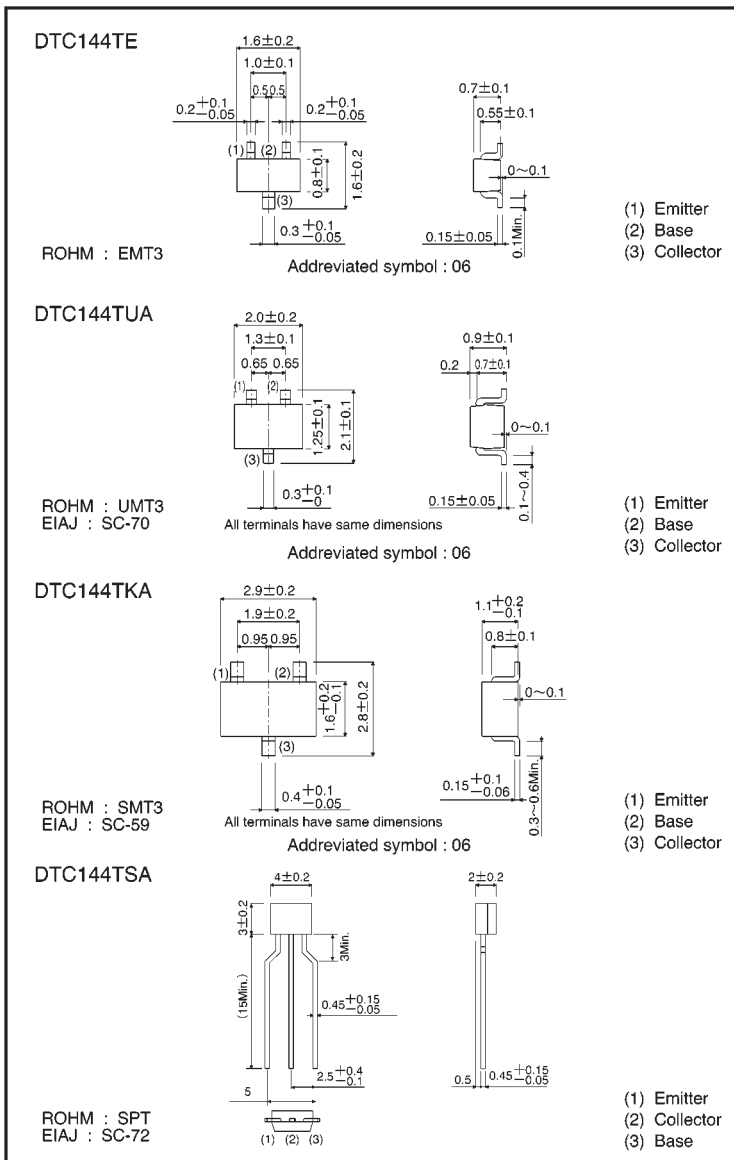 DTC144TE
1.6±0.2
1.0±0.1
0.5 0.5
0.2 +0.1 −0.05
0.2 +0.1 −0.05
(1) (2)
(3)
0.8±0.1
1.6±0.2
0.3 +0.1 −0.05
0.7±0.1
0.55±0.1
0~0.1
0.15±0.05
0.1Min.
ROHM : EMT3
Addreviated symbol : 06
(1) Emitter
(2) Base
(3) Collector
DTC144TUA
2.0±0.2
1.3±0.1
0.65 0.65
(1) (2)
(3)
1.25±0.1
2.1±0.1
0.3 +0.1 −0
0.9±0.1
0.2 0.7±0.1
0~0.1
0.15±0.05
0.1~0.4
ROHM : UMT3
EIAJ : SC-70
All terminals have same dimensions
Addreviated symbol : 06
(1) Emitter
(2) Base
(3) Collector
DTC144TKA
2.9±0.2
1.9±0.2
0.95 0.95
(1) (2)
(3)
1.6 +0.2 −0.1
2.8±0.2
0.4 +0.1 −0.05
1.1 +0.2 −0.1
0.8±0.1
0~0.1
0.15 +0.1 −0.06
0.3~0.6Min.
ROHM : SMT3
EIAJ : SC-59
All terminals have same dimensions
Addreviated symbol : 06
(1) Emitter
(2) Base
(3) Collector
DTC144TSA
4±0.2
3±0.2
(15Min.)
3Min.
0.45 +0.15 −0.05
2.5 +0.4 −0.1
5
(1) (2) (3)
2±0.2
0.5
0.45 +0.15 −0.05
ROHM : SPT
EIAJ : SC-72
(1) Emitter
(2) Collector
(3) Base